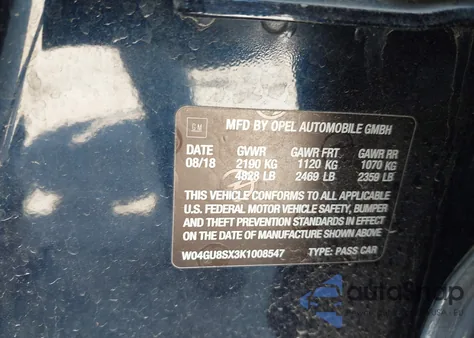 GM
MFD BY OPEL AUTOMOBILE GMBH
DATE GVWR GAWR FRT GAWR RR
08/18 2190 KG 1120 KG 1070 KG
4828 LB 2469 LB 2359 LB
THIS VEHICLE CONFORMS TO ALL APPLICABLE
U.S. FEDERAL MOTOR VEHICLE SAFETY, BUMPER
AND THEFT PREVENTION STANDARDS IN EFFECT
ON THE DATE OF MANUFACTURE SHOWN ABOVE
W04GU8SX3K1008547 TYPE: PASS CAR
autoShop